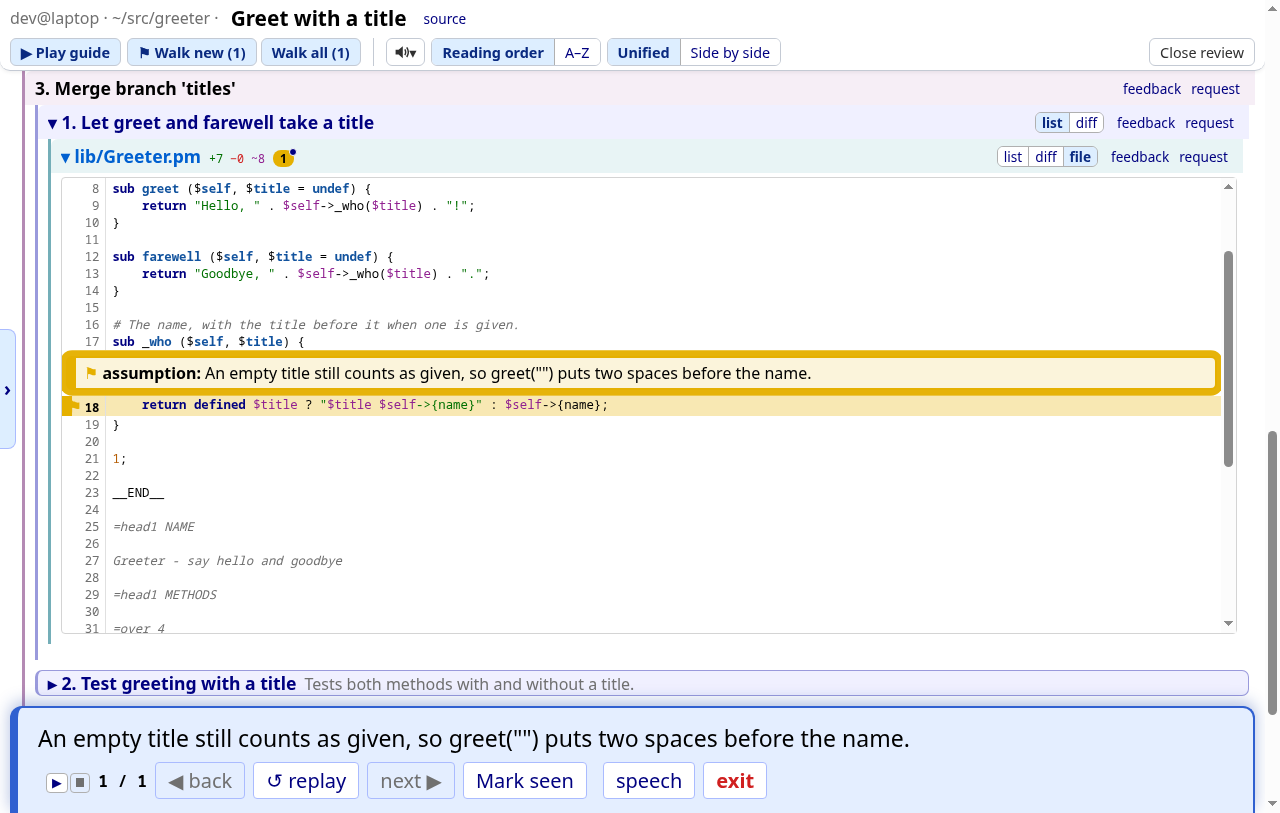 dev@laptop · ~/src/greeter · Greet with a title source
▶ Play guide ⚑ Walk new (1) Walk all (1) Reading order A–Z Unified Side by side Close review
3. Merge branch 'titles' feedback request
▼ 1. Let greet and farewell take a title list diff feedback request
▼ lib/Greeter.pm +7 −0 ~8 1 list diff file feedback request
8 sub greet ($self, $title = undef) {
9     return "Hello, " . $self->_who($title) . "!";
10 }
11
12 sub farewell ($self, $title = undef) {
13     return "Goodbye, " . $self->_who($title) . ".";
14 }
15
16 # The name, with the title before it when one is given.
17 sub _who ($self, $title) {
⚑ assumption: An empty title still counts as given, so greet("") puts two spaces before the name.
18     return defined $title ? "$title $self->{name}" : $self->{name};
19 }
20
21 1;
22
23 __END__
24
25 =head1 NAME
26
27 Greeter - say hello and goodbye
28
29 =head1 METHODS
30
31 =over 4
›
▶ 2. Test greeting with a title Tests both methods with and without a title.
An empty title still counts as given, so greet("") puts two spaces before the name.
▶ ■ 1 / 1 ◀ back ↺ replay next ▶ Mark seen speech exit